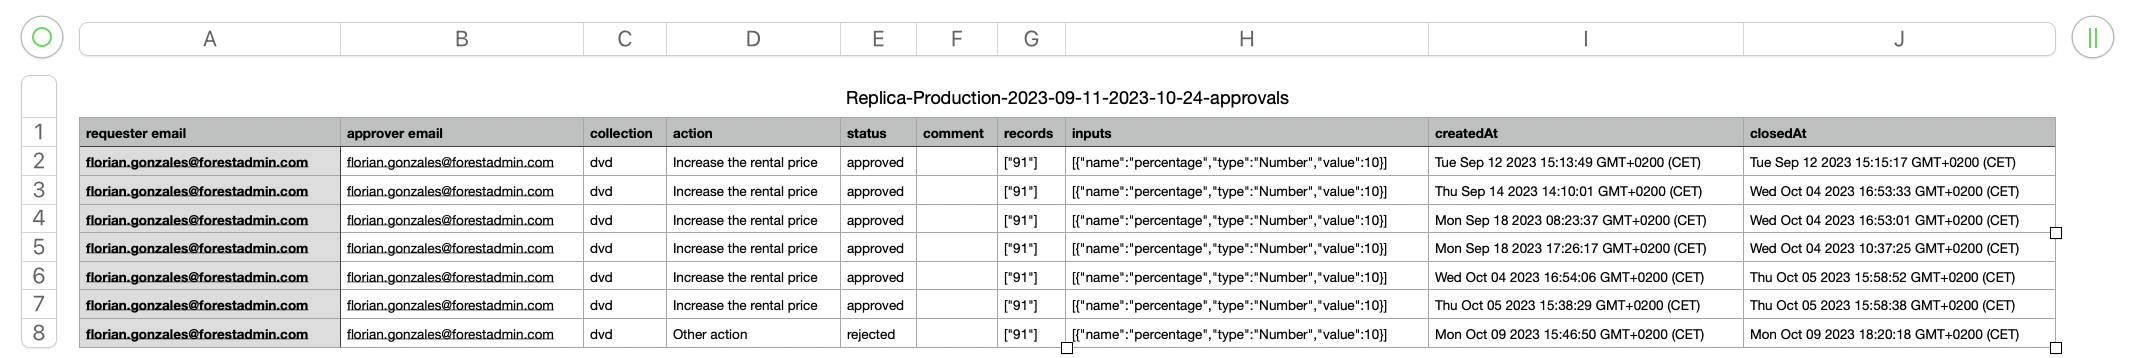 A B C D E F G H I J
Replica-Production-2023-09-11-2023-10-24-approvals
1 requester email approver email collection action status comment records inputs createdAt closedAt
2 florian.gonzales@forestadmin.com florian.gonzales@forestadmin.com dvd Increase the rental price approved ["91"] [{"name":"percentage","type":"Number","value":10}] Tue Sep 12 2023 15:13:49 GMT+0200 (CET) Tue Sep 12 2023 15:15:17 GMT+0200 (CET)
3 florian.gonzales@forestadmin.com florian.gonzales@forestadmin.com dvd Increase the rental price approved ["91"] [{"name":"percentage","type":"Number","value":10}] Thu Sep 14 2023 14:10:01 GMT+0200 (CET) Wed Oct 04 2023 16:53:33 GMT+0200 (CET)
4 florian.gonzales@forestadmin.com florian.gonzales@forestadmin.com dvd Increase the rental price approved ["91"] [{"name":"percentage","type":"Number","value":10}] Mon Sep 18 2023 08:23:37 GMT+0200 (CET) Wed Oct 04 2023 16:53:01 GMT+0200 (CET)
5 florian.gonzales@forestadmin.com florian.gonzales@forestadmin.com dvd Increase the rental price approved ["91"] [{"name":"percentage","type":"Number","value":10}] Mon Sep 18 2023 17:26:17 GMT+0200 (CET) Wed Oct 04 2023 10:37:25 GMT+0200 (CET)
6 florian.gonzales@forestadmin.com florian.gonzales@forestadmin.com dvd Increase the rental price approved ["91"] [{"name":"percentage","type":"Number","value":10}] Wed Oct 04 2023 16:54:06 GMT+0200 (CET) Thu Oct 05 2023 15:58:52 GMT+0200 (CET)
7 florian.gonzales@forestadmin.com florian.gonzales@forestadmin.com dvd Increase the rental price approved ["91"] [{"name":"percentage","type":"Number","value":10}] Thu Oct 05 2023 15:38:29 GMT+0200 (CET) Thu Oct 05 2023 15:58:38 GMT+0200 (CET)
8 florian.gonzales@forestadmin.com florian.gonzales@forestadmin.com dvd Other action rejected ["91"] [{"name":"percentage","type":"Number","value":10}] Mon Oct 09 2023 15:46:50 GMT+0200 (CET) Mon Oct 09 2023 18:20:18 GMT+0200 (CET)